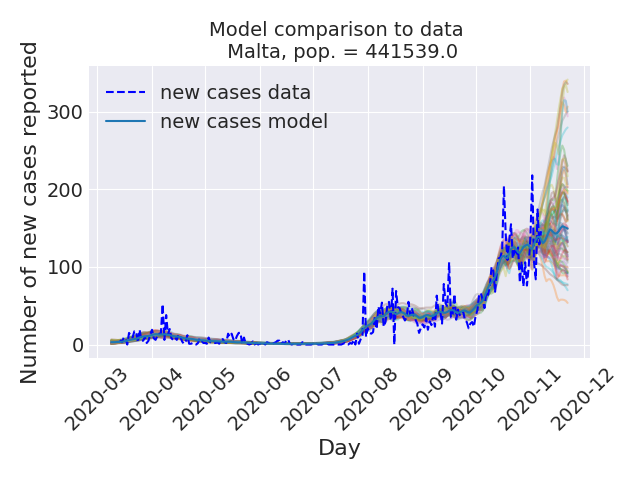 Model comparison to data
Malta, pop. = 441539.0
Number of new cases reported
300
200
100
0
new cases data
new cases model
2020-03
2020-04
2020-05
2020-06
2020-07
2020-08
2020-09
2020-10
2020-11
2020-12
Day